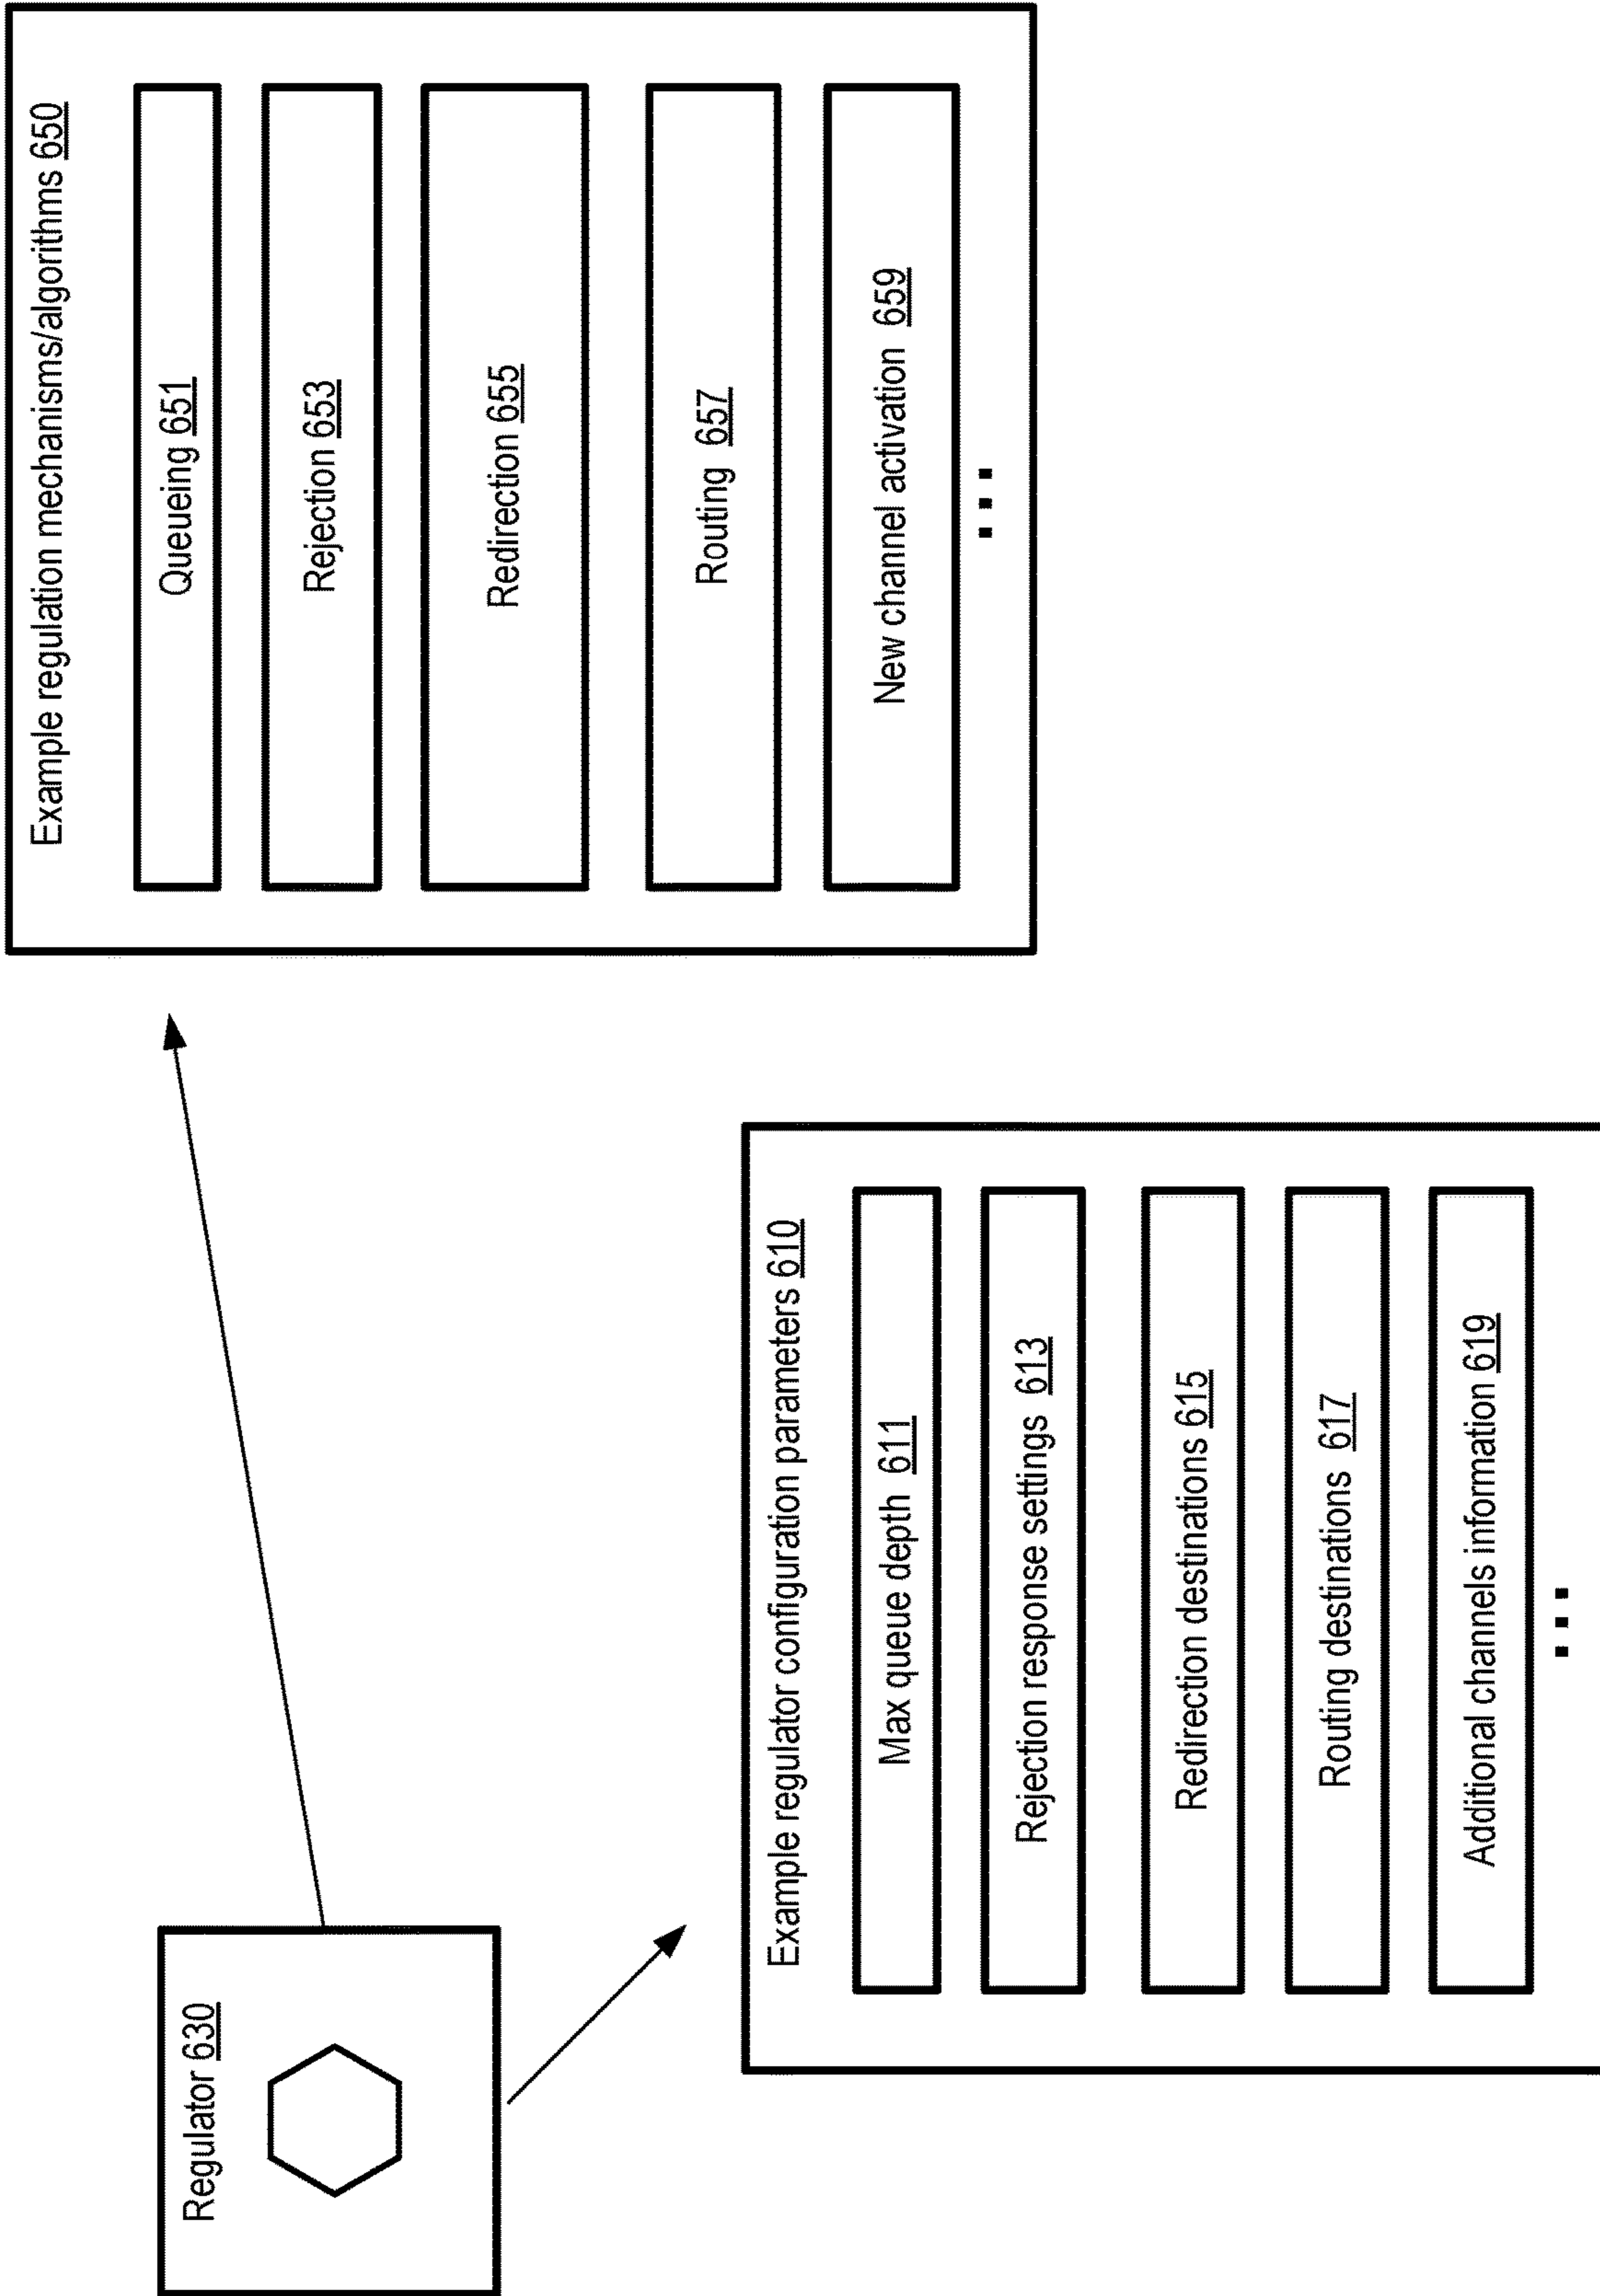 Regulator 630
Example regulation mechanisms/algorithms 650
Queueing 651
Rejection 653
Redirection 655
Routing 657
New channel activation 659
...
Example regulator configuration parameters 610
Max queue depth 611
Rejection response settings 613
Redirection destinations 615
Routing destinations 617
Additional channels information 619
...